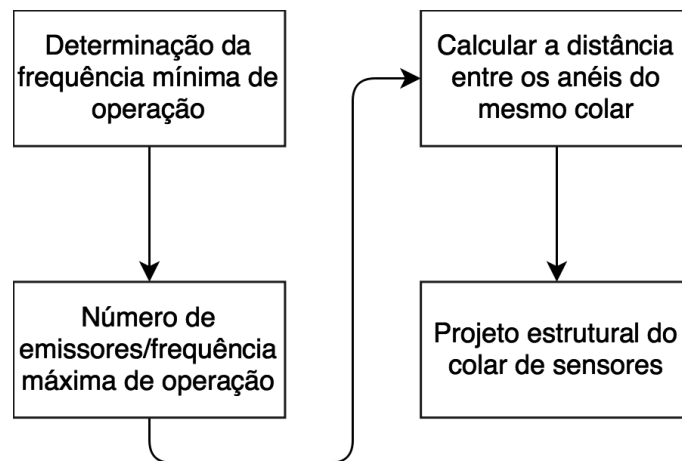 Determinação da
frequência mínima de
operação
Número de
emissores/frequência
máxima de operação
Calcular a distância
entre os anéis do
mesmo colar
Projeto estrutural do
colar de sensores